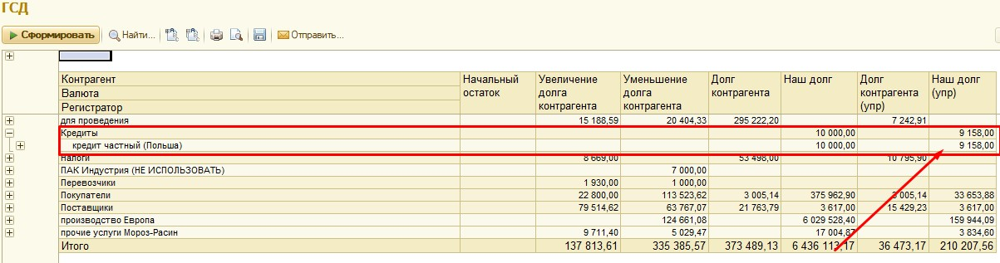 ГСД
Сформировать Найти... Отправить...
Контрагент Начальный остаток Увеличение долга контрагента Уменьшение долга контрагента Долг контрагента Наш долг Долг контрагента (упр) Наш долг (упр)
Валюта
Регистратор
для проведения 15 188,59 20 404,33 295 222,20 7 242,91
Кредиты 10 000,00 9 158,00
кредит частный (Польша) 10 000,00 9 158,00
Налоги 8 669,00 53 498,00 10 795,90
ПАК Индустрия (НЕ ИСПОЛЬЗОВАТЬ) 7 000,00
Перевозчики 1 930,00 1 000,00
Покупатели 22 800,00 113 523,62 3 005,14 375 962,90 3 005,14 33 653,88
Поставщики 79 514,62 63 767,07 21 763,79 3 617,00 15 429,23 3 617,00
производство Европа 124 661,08 6 029 528,40 159 944,09
прочие услуги Мороз-Расин 9 711,40 5 029,47 17 004,87 3 834,60
Итого 137 813,61 335 385,57 373 489,13 6 436 113,17 36 473,17 210 207,56